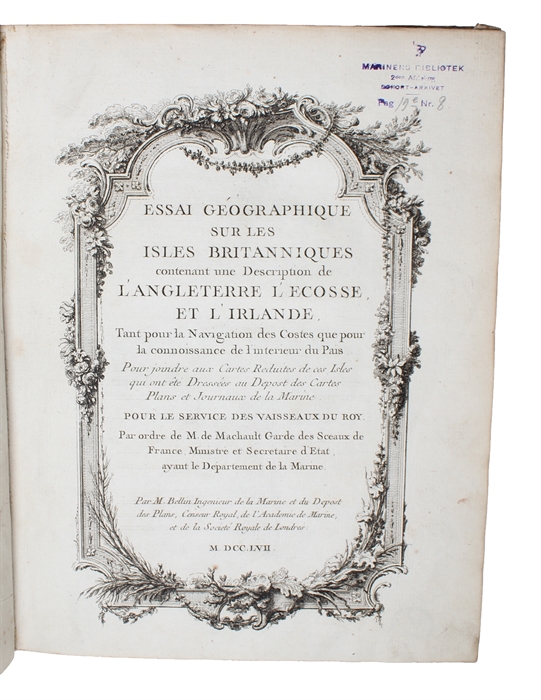 MARINENS BIBLIOTEK
Pag 19 Nr. 8
ESSAI GÉOGRAPHIQUE
SUR LES
ISLES BRITANNIQUES
contenant une Description de
L'ANGLETERRE L'ECOSSE,
ET L'IRLANDE,
Tant pour la Navigation des Costes que pour
la connoissance de l'interieur du Païs
Pour joindre aux Cartes Reduites de ces Isles
qui ont éte Dressées au Depost des Cartes
Plans et Journaux de la Marine.
POUR LE SERVICE DES VAISSEAUX DU ROY.
Par ordre de M. de Machault Garde des Sceaux de
France, Ministre et Secretaire d'Etat,
ayant le Departement de la Marine
Par M. Bellin Ingenieur de la Marine et du Depost
des Plans, Censeur Royal, de l'Academie de Marine,
et de la Societé Royale de Londres
M. DCC. LVII.